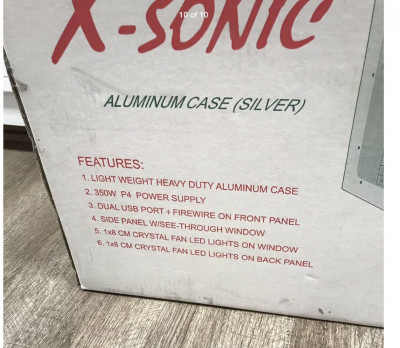 10 of 10
X-SONIC
ALUMINUM CASE (SILVER)
FEATURES:
1. LIGHT WEIGHT HEAVY DUTY ALUMINUM CASE
2. 350W P4 POWER SUPPLY
3. DUAL USB PORT + FIREWIRE ON FRONT PANEL
4. SIDE PANEL W/SEE-THROUGH WINDOW
5. 1x8 CM CRYSTAL FAN LED LIGHTS ON WINDOW
6. 1x8 CM CRYSTAL FAN LED LIGHTS ON BACK PANEL